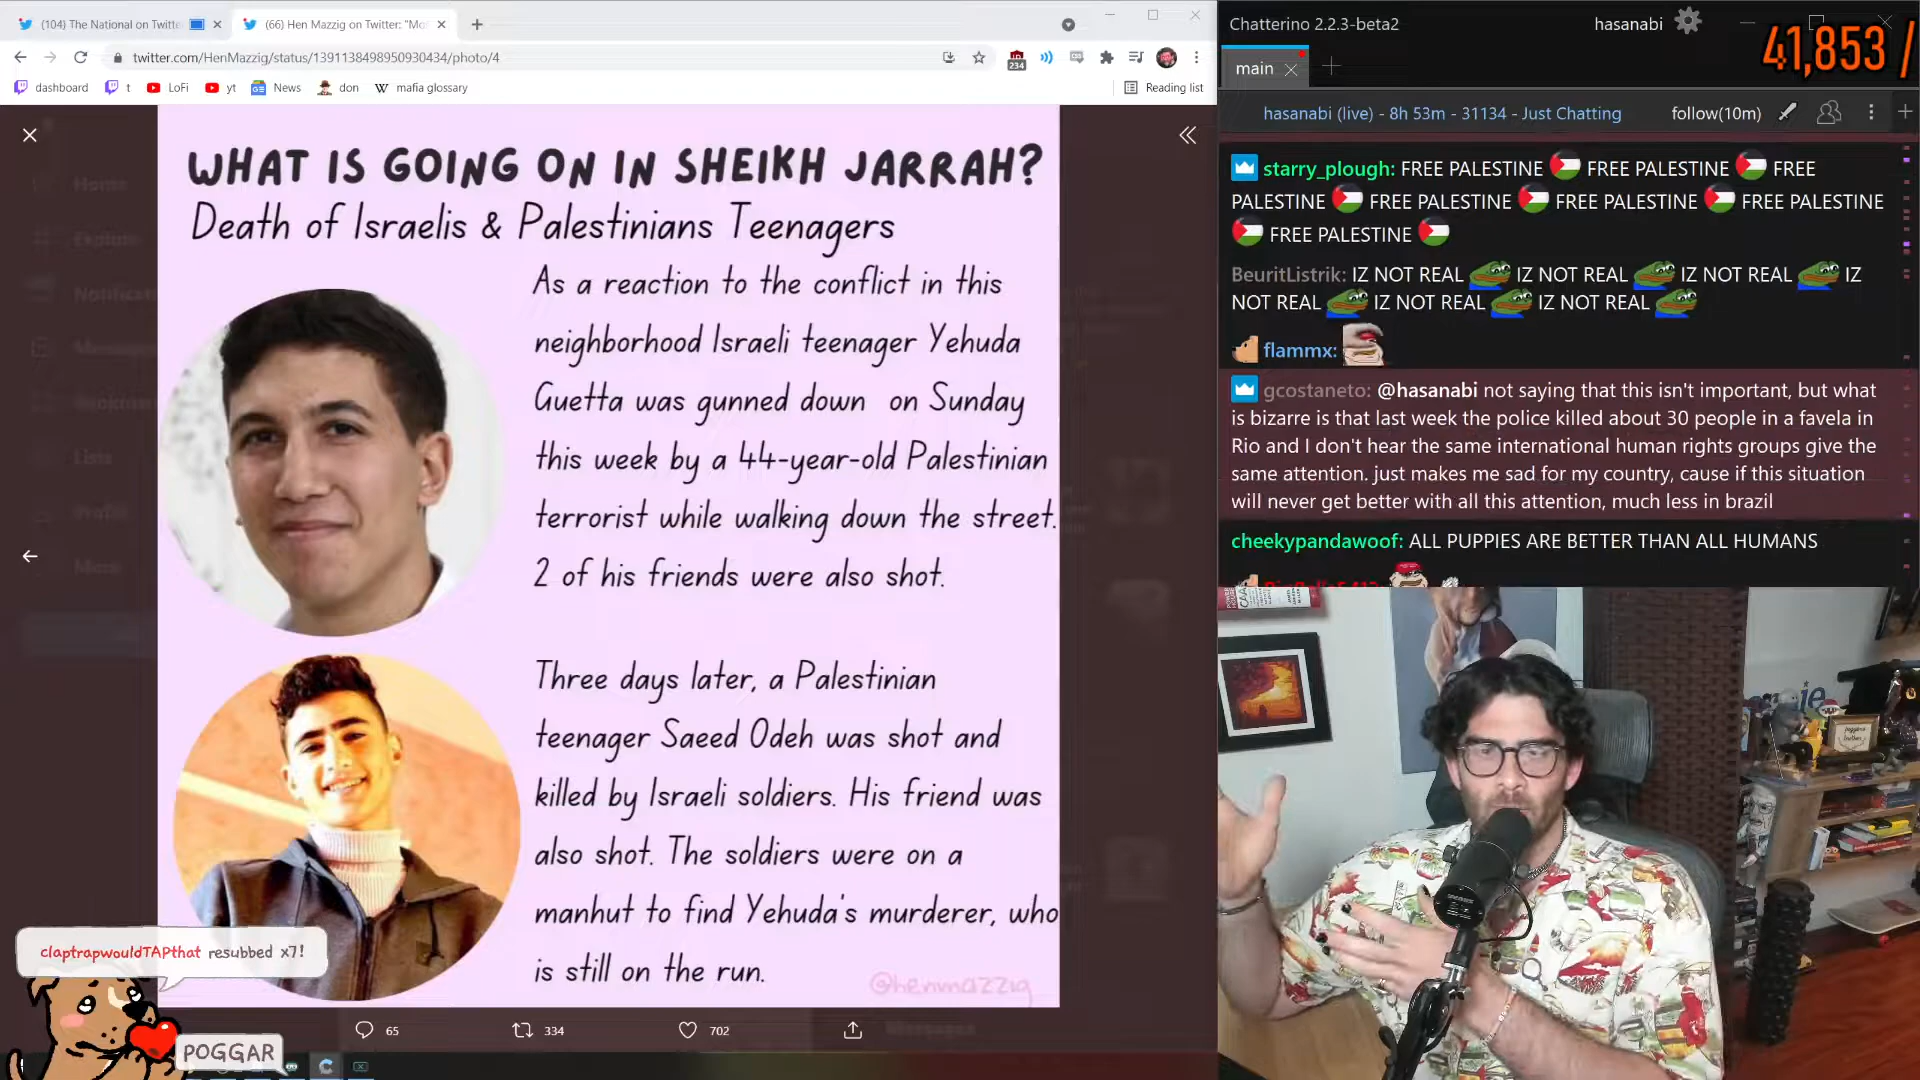 (104) The National on Twitte
(66) Hen Mazzig on Twitter: "Mo
twitter.com/HenMazzig/status/1391138498950930434/photo/4
234
dashboard
t
LoFi
yt
News
don
W mafia glossary
Reading list
WHAT IS GOING ON IN SHEIKH JARRAH?
Death of Israelis & Palestinians Teenagers
As a reaction to the conflict in this
neighborhood Israeli teenager Yehuda
Guetta was gunned down on Sunday
this week by a 44-year-old Palestinian
terrorist while walking down the street.
2 of his friends were also shot.
Three days later, a Palestinian
teenager Saeed Odeh was shot and
killed by Israeli soldiers. His friend was
also shot. The soldiers were on a
manhut to find Yehuda's murderer, who
is still on the run.
@henmazzig
65
334
702
Home
Explore
Lists
Profile
More
claptrapwouldTAPthat resubbed x7!
POGGAR
Chatterino 2.2.3-beta2
hasanabi
41,853 /
main
hasanabi (live) - 8h 53m - 31134 - Just Chatting
follow(10m)
starry_plough: FREE PALESTINE FREE PALESTINE FREE
PALESTINE FREE PALESTINE FREE PALESTINE FREE PALESTINE
FREE PALESTINE
BeuritListrik: IZ NOT REAL IZ NOT REAL IZ NOT REAL IZ
NOT REAL IZ NOT REAL IZ NOT REAL
flammx:
gcostaneto: @hasanabi not saying that this isn't important, but what
is bizarre is that last week the police killed about 30 people in a favela in
Rio and I don't hear the same international human rights groups give the
same attention. just makes me sad for my country, cause if this situation
will never get better with all this attention, much less in brazil
cheekypandawoof: ALL PUPPIES ARE BETTER THAN ALL HUMANS